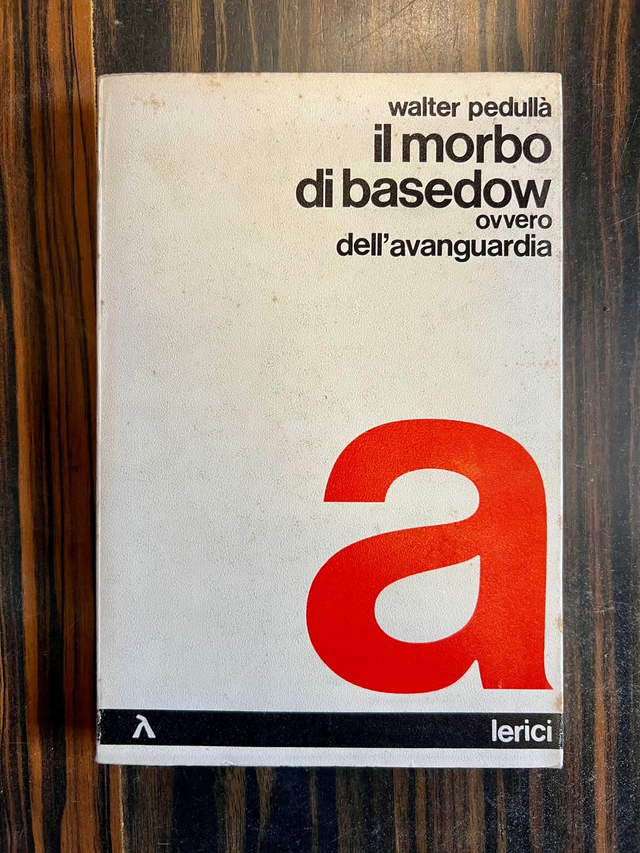 walter pedullà
il morbo
di basedow
ovvero
dell'avanguardia
a
λ lerici